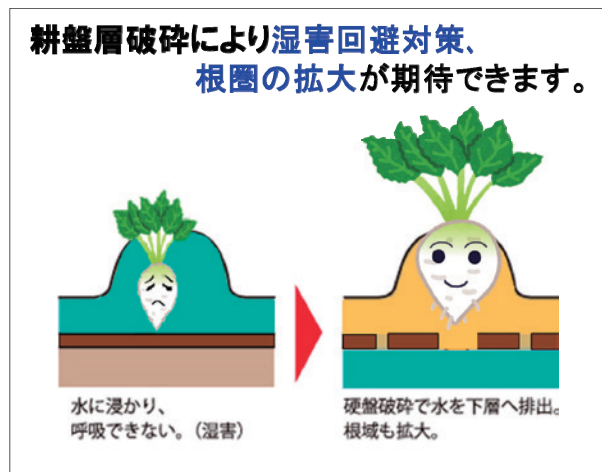 耕盤層破砕により湿害回避対策、
根圏の拡大が期待できます。
水に浸かり、
呼吸できない。（湿害）
硬盤破砕で水を下層へ排出。
根域も拡大。